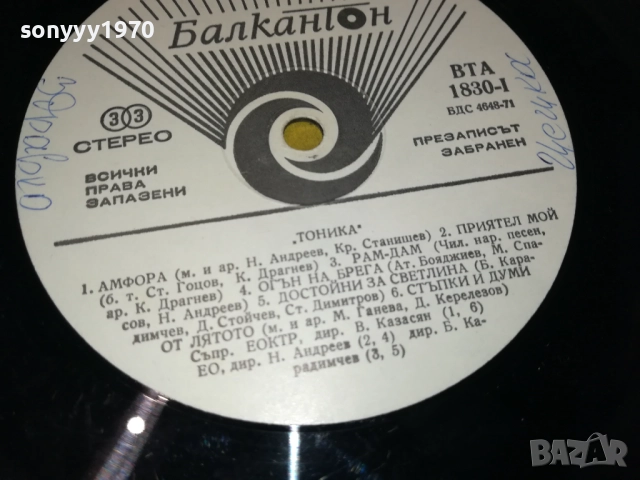 sonyyy1970
Балкантон
33
СТЕРЕО
ВСИЧКИ
ПРАВА
ЗАПАЗЕНИ
ВТА
1830-I
БДС 4648-71
ПРЕЗАПИСЪТ
ЗАБРАНЕН
Здравко
Цецка
„ТОНИКА"
1. АМФОРА (м. и ар. Н. Андреев, Кр. Станишев) 2. ПРИЯТЕЛ МОЙ
(б. т. Ст. Гоцов, К. Драгнев) 3. РАМ-ДАМ (Чил. нар. песен,
ар. К. Драгнев) 4. ОГЪН НА БРЕГА (Ат. Бояджиев, М. Спа-
сов, Н. Андреев) 5. ДОСТОЙНИ ЗА СВЕТЛИНА (Б. Кара-
димчев, Д. Стойчев, Ст. Димитров) 6. СТЪПКИ И ДУМИ
ОТ ЛЯТОТО (м. и ар. М. Ганева, Д. Керелезов)
Съпр. ЕОКТР, дир. В. Казасян (1, 6)
ЕО, дир. Н. Андреев (2, 4) дир. Б. Ка-
радимчев (3, 5)
BAZAR